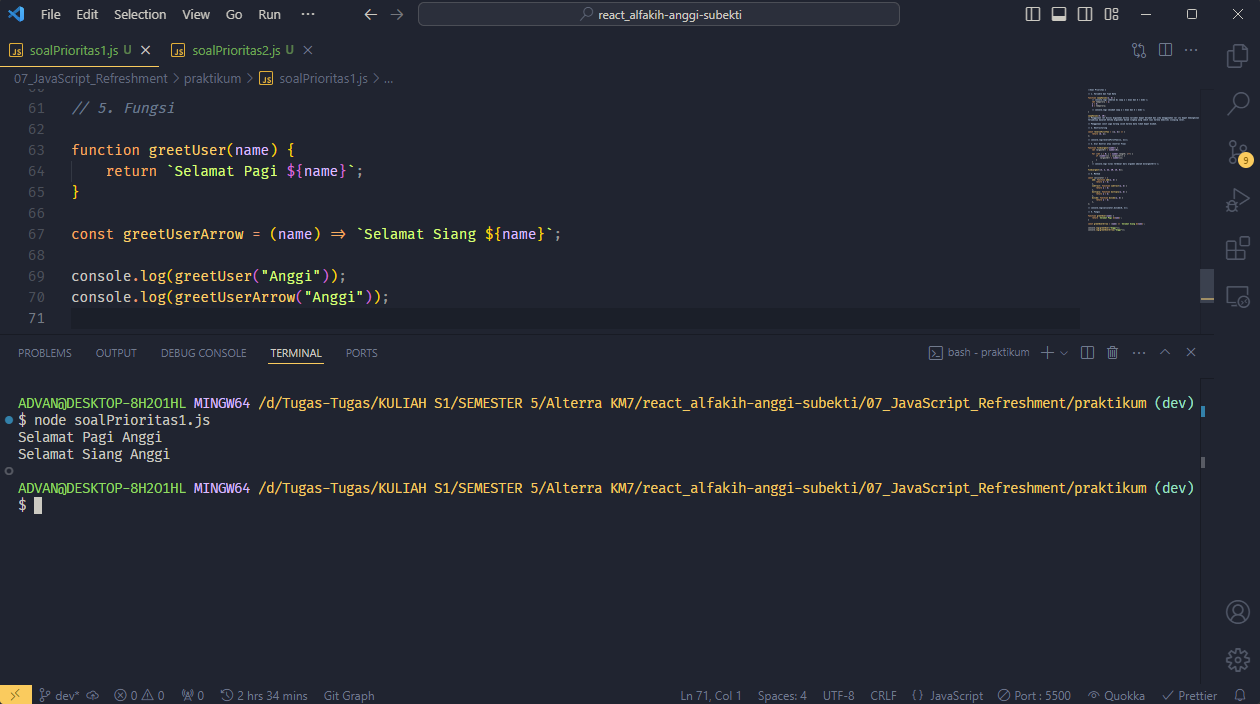 File Edit Selection View Go Run ··· react_alfakih-anggi-subekti
JS soalPrioritas1.js U JS soalPrioritas2.js U
07_JavaScript_Refreshment > praktikum > JS soalPrioritas1.js > ...
61 // 5. Fungsi
62
63 function greetUser(name) {
64 return `Selamat Pagi ${name}`;
65 }
66
67 const greetUserArrow = (name) => `Selamat Siang ${name}`;
68
69 console.log(greetUser("Anggi"));
70 console.log(greetUserArrow("Anggi"));
71
9
PROBLEMS OUTPUT DEBUG CONSOLE TERMINAL PORTS bash - praktikum
ADVAN@DESKTOP-8H2O1HL MINGW64 /d/Tugas-Tugas/KULIAH S1/SEMESTER 5/Alterra KM7/react_alfakih-anggi-subekti/07_JavaScript_Refreshment/praktikum (dev)
$ node soalPrioritas1.js
Selamat Pagi Anggi
Selamat Siang Anggi
ADVAN@DESKTOP-8H2O1HL MINGW64 /d/Tugas-Tugas/KULIAH S1/SEMESTER 5/Alterra KM7/react_alfakih-anggi-subekti/07_JavaScript_Refreshment/praktikum (dev)
$
dev* 0 0 0 2 hrs 34 mins Git Graph Ln 71, Col 1 Spaces: 4 UTF-8 CRLF {} JavaScript Port : 5500 Quokka Prettier